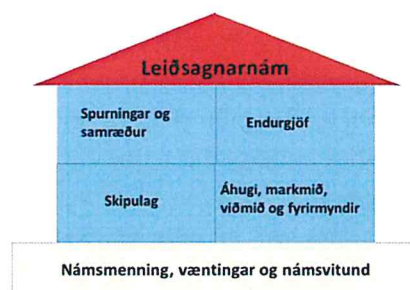 Leiðsagnarnám
Spurningar og
samræður
Endurgjöf
Skipulag
Áhugi, markmið,
viðmið og fyrirmyndir
Námsmenning, væntingar og námsvitund